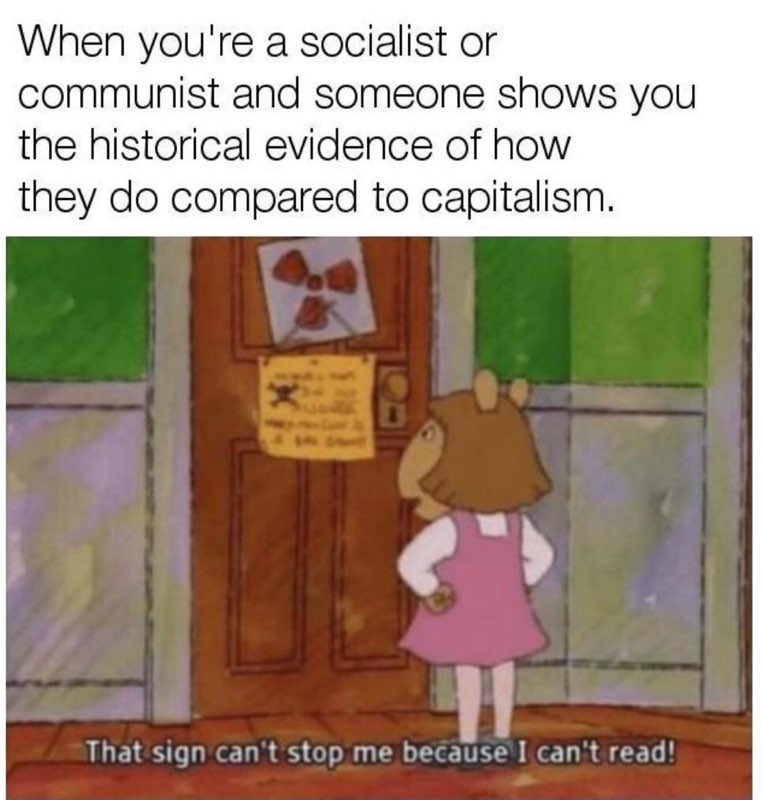 When you're a socialist or
communist and someone shows you
the historical evidence of how
they do compared to capitalism.
That sign can't stop me because I can't read!